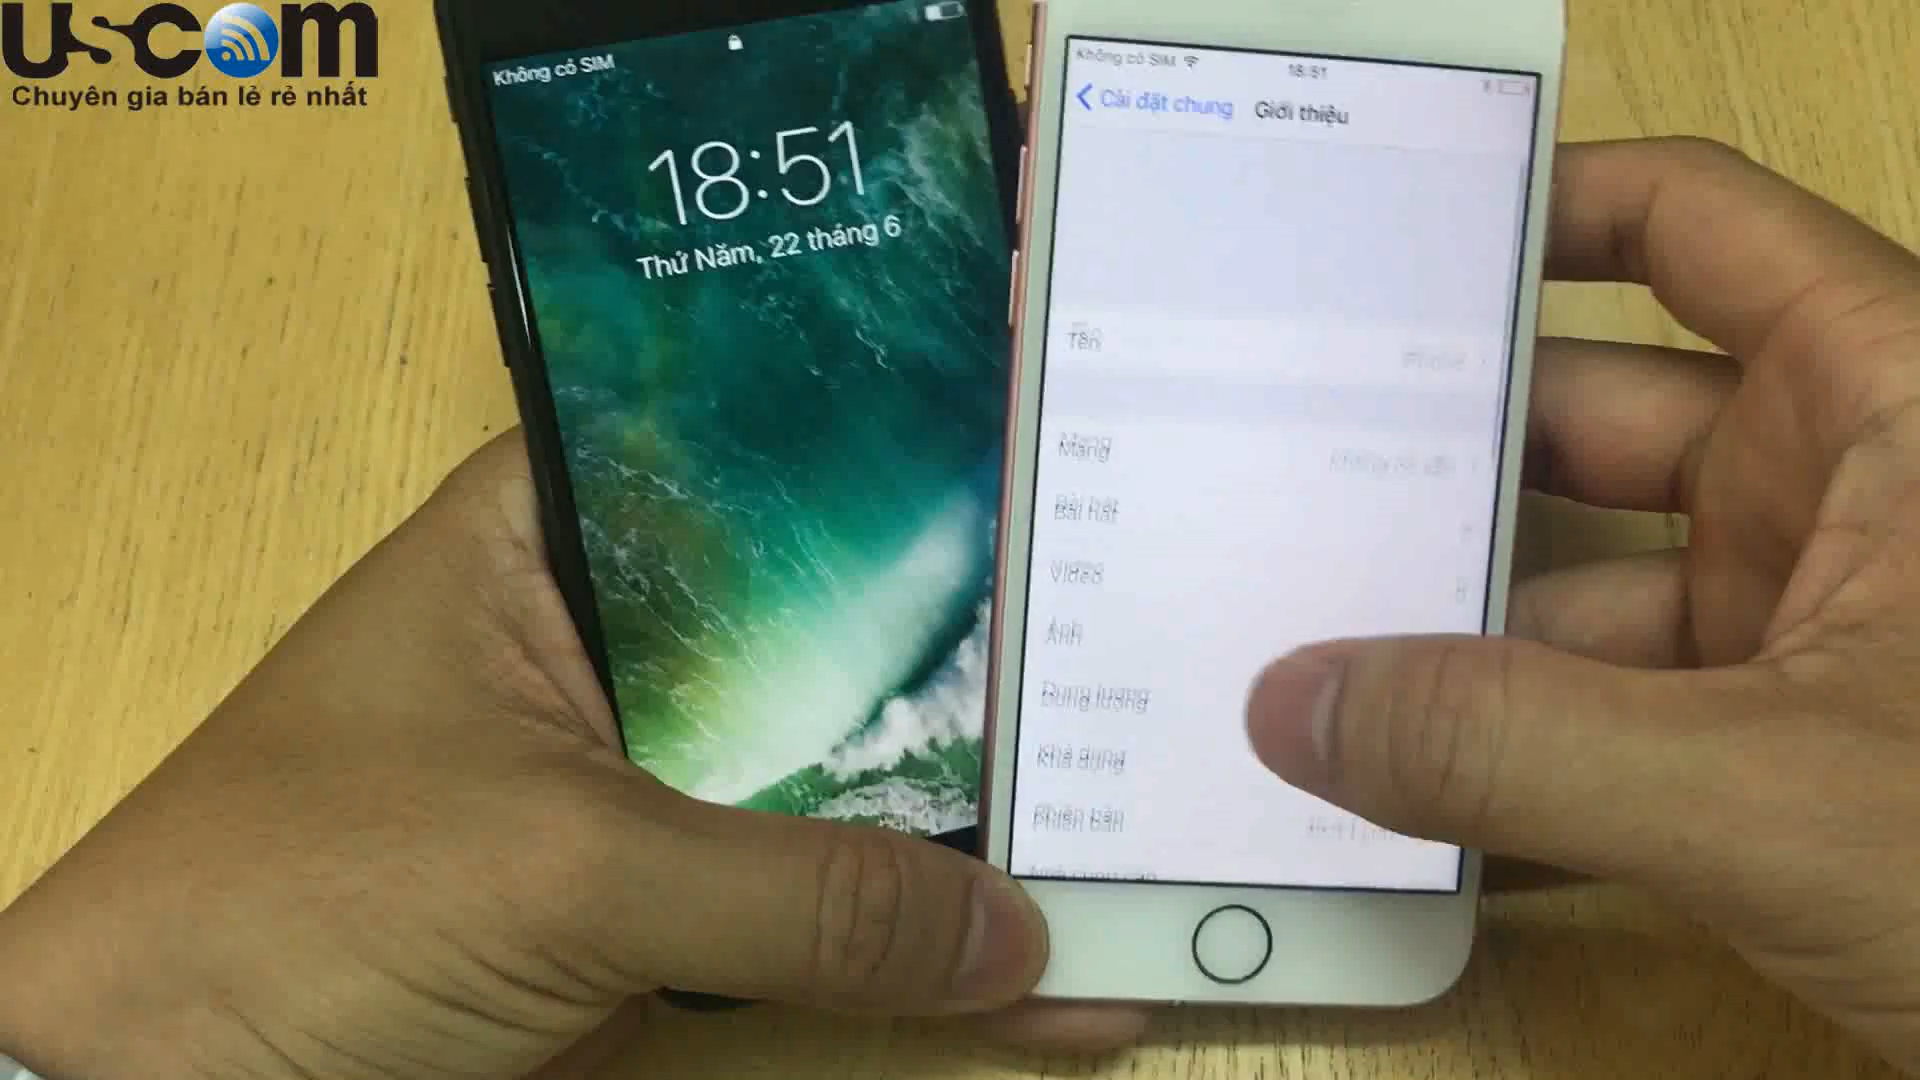 uscom
Chuyên gia bán lẻ rẻ nhất
Không có SIM
18:51
Thứ Năm, 22 tháng 6
Không có SIM
18:51
Cài đặt chung
Giới thiệu
Tên
iPhone
Mạng
Bài hát
Video
0
Ảnh
Dung lượng
Khả dụng
Phiên bản